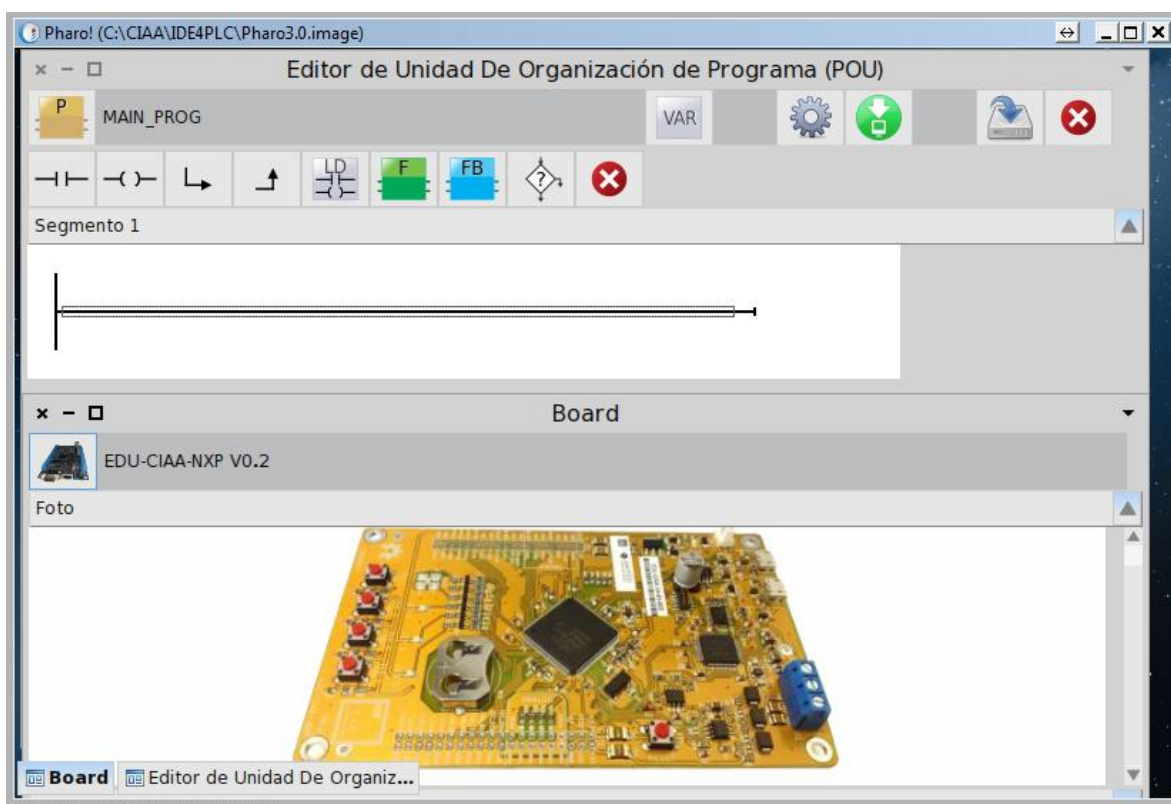 Pharo! (C:\CIAA\IDE4PLC\Pharo3.0.image)
Editor de Unidad De Organización de Programa (POU)
P
MAIN_PROG
VAR
LD
F
FB
?
Segmento 1
Board
EDU-CIAA-NXP V0.2
Foto
Board
Editor de Unidad De Organiz...